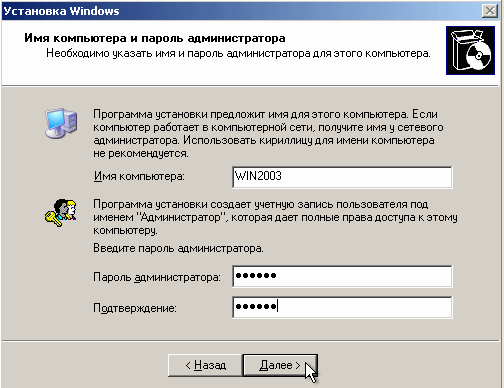 Установка Windows
Имя компьютера и пароль администратора
Необходимо указать имя и пароль администратора для этого компьютера.
Программа установки предложит имя для этого компьютера. Если
компьютер работает в компьютерной сети, получите имя у сетевого
администратора. Использовать кириллицу для имени компьютера
не рекомендуется.
Имя компьютера: WIN2003
Программа установки создает учетную запись пользователя под
именем "Администратор", которая дает полные права доступа к этому
компьютеру.
Введите пароль администратора.
Пароль администратора: ●●●●●●
Подтверждение: ●●●●●●
< Назад Далее >